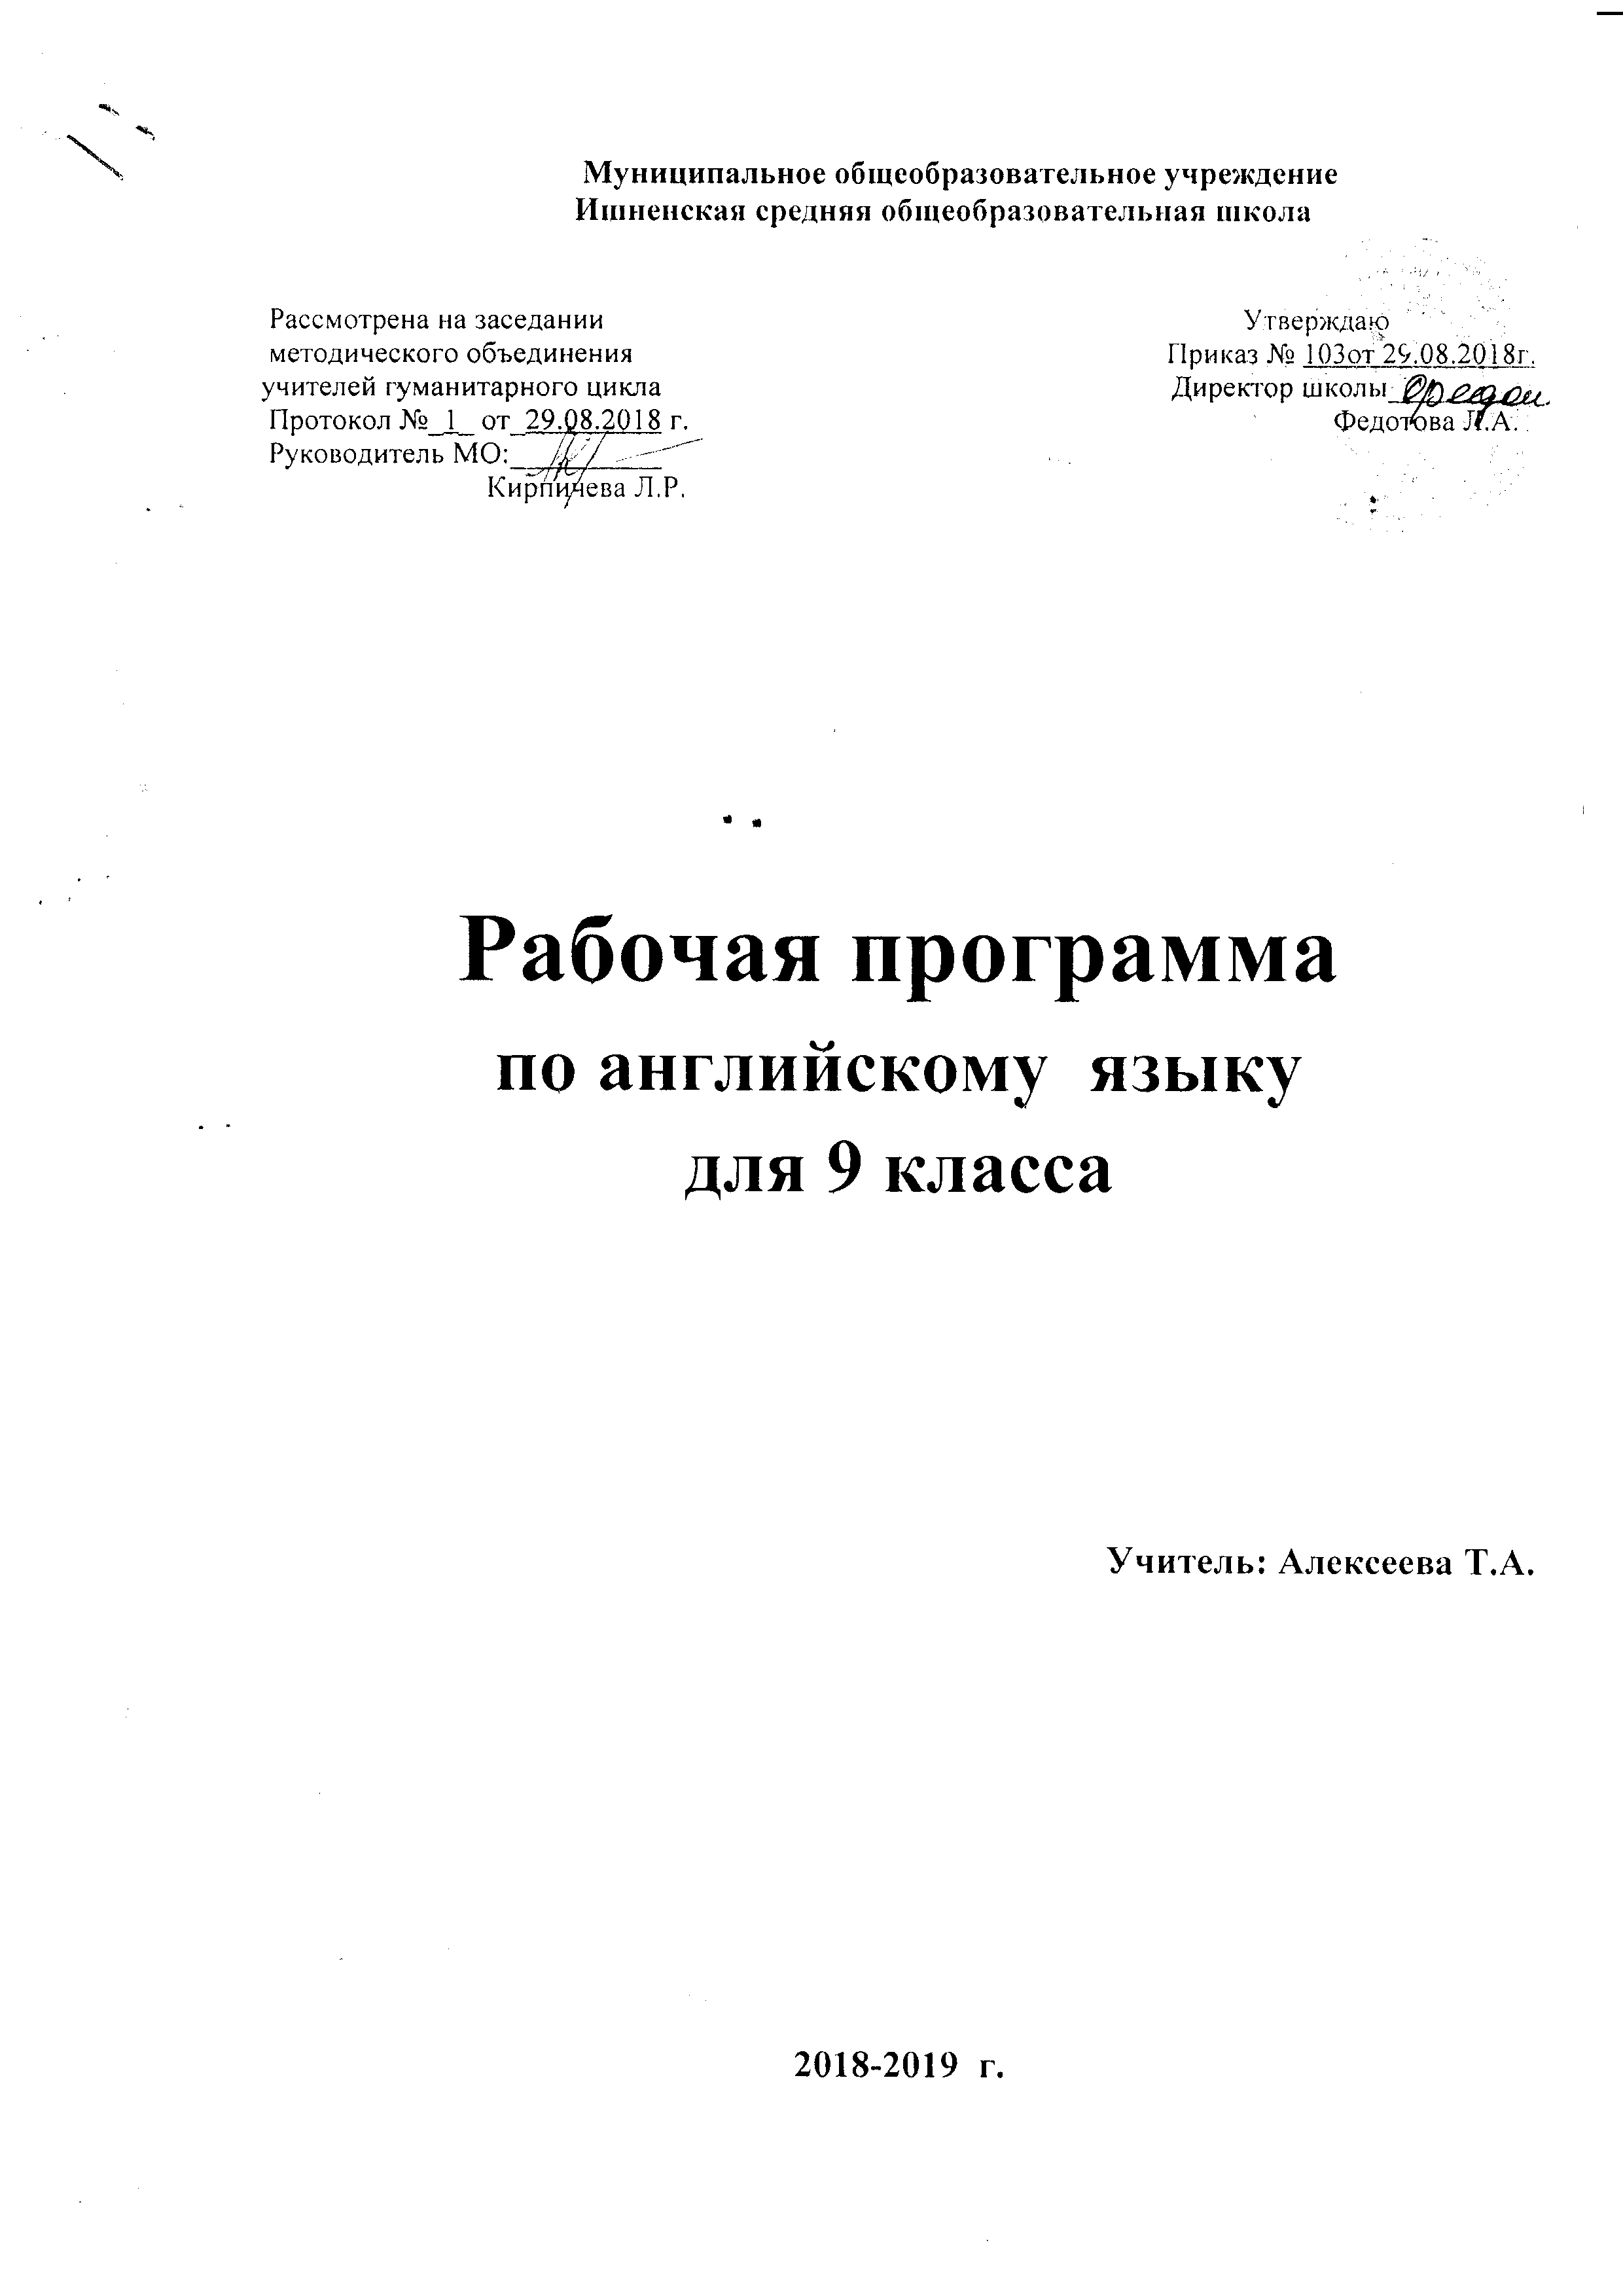 Муниципальное общеобразовательное учреждение
Ишненская средняя общеобразовательная школа
Рассмотрена на заседании
методического объединения
учителей гуманитарного цикла
Протокол №_1_ от_29.08.2018 г.
Руководитель МО:
Кирпичева Л.Р.
Утверждаю
Приказ № 103от 29.08.2018г.
Директор школы
Федотова Л.А.
Рабочая программа
по английскому языку
для 9 класса
Учитель: Алексеева Т.А.
2018-2019 г.